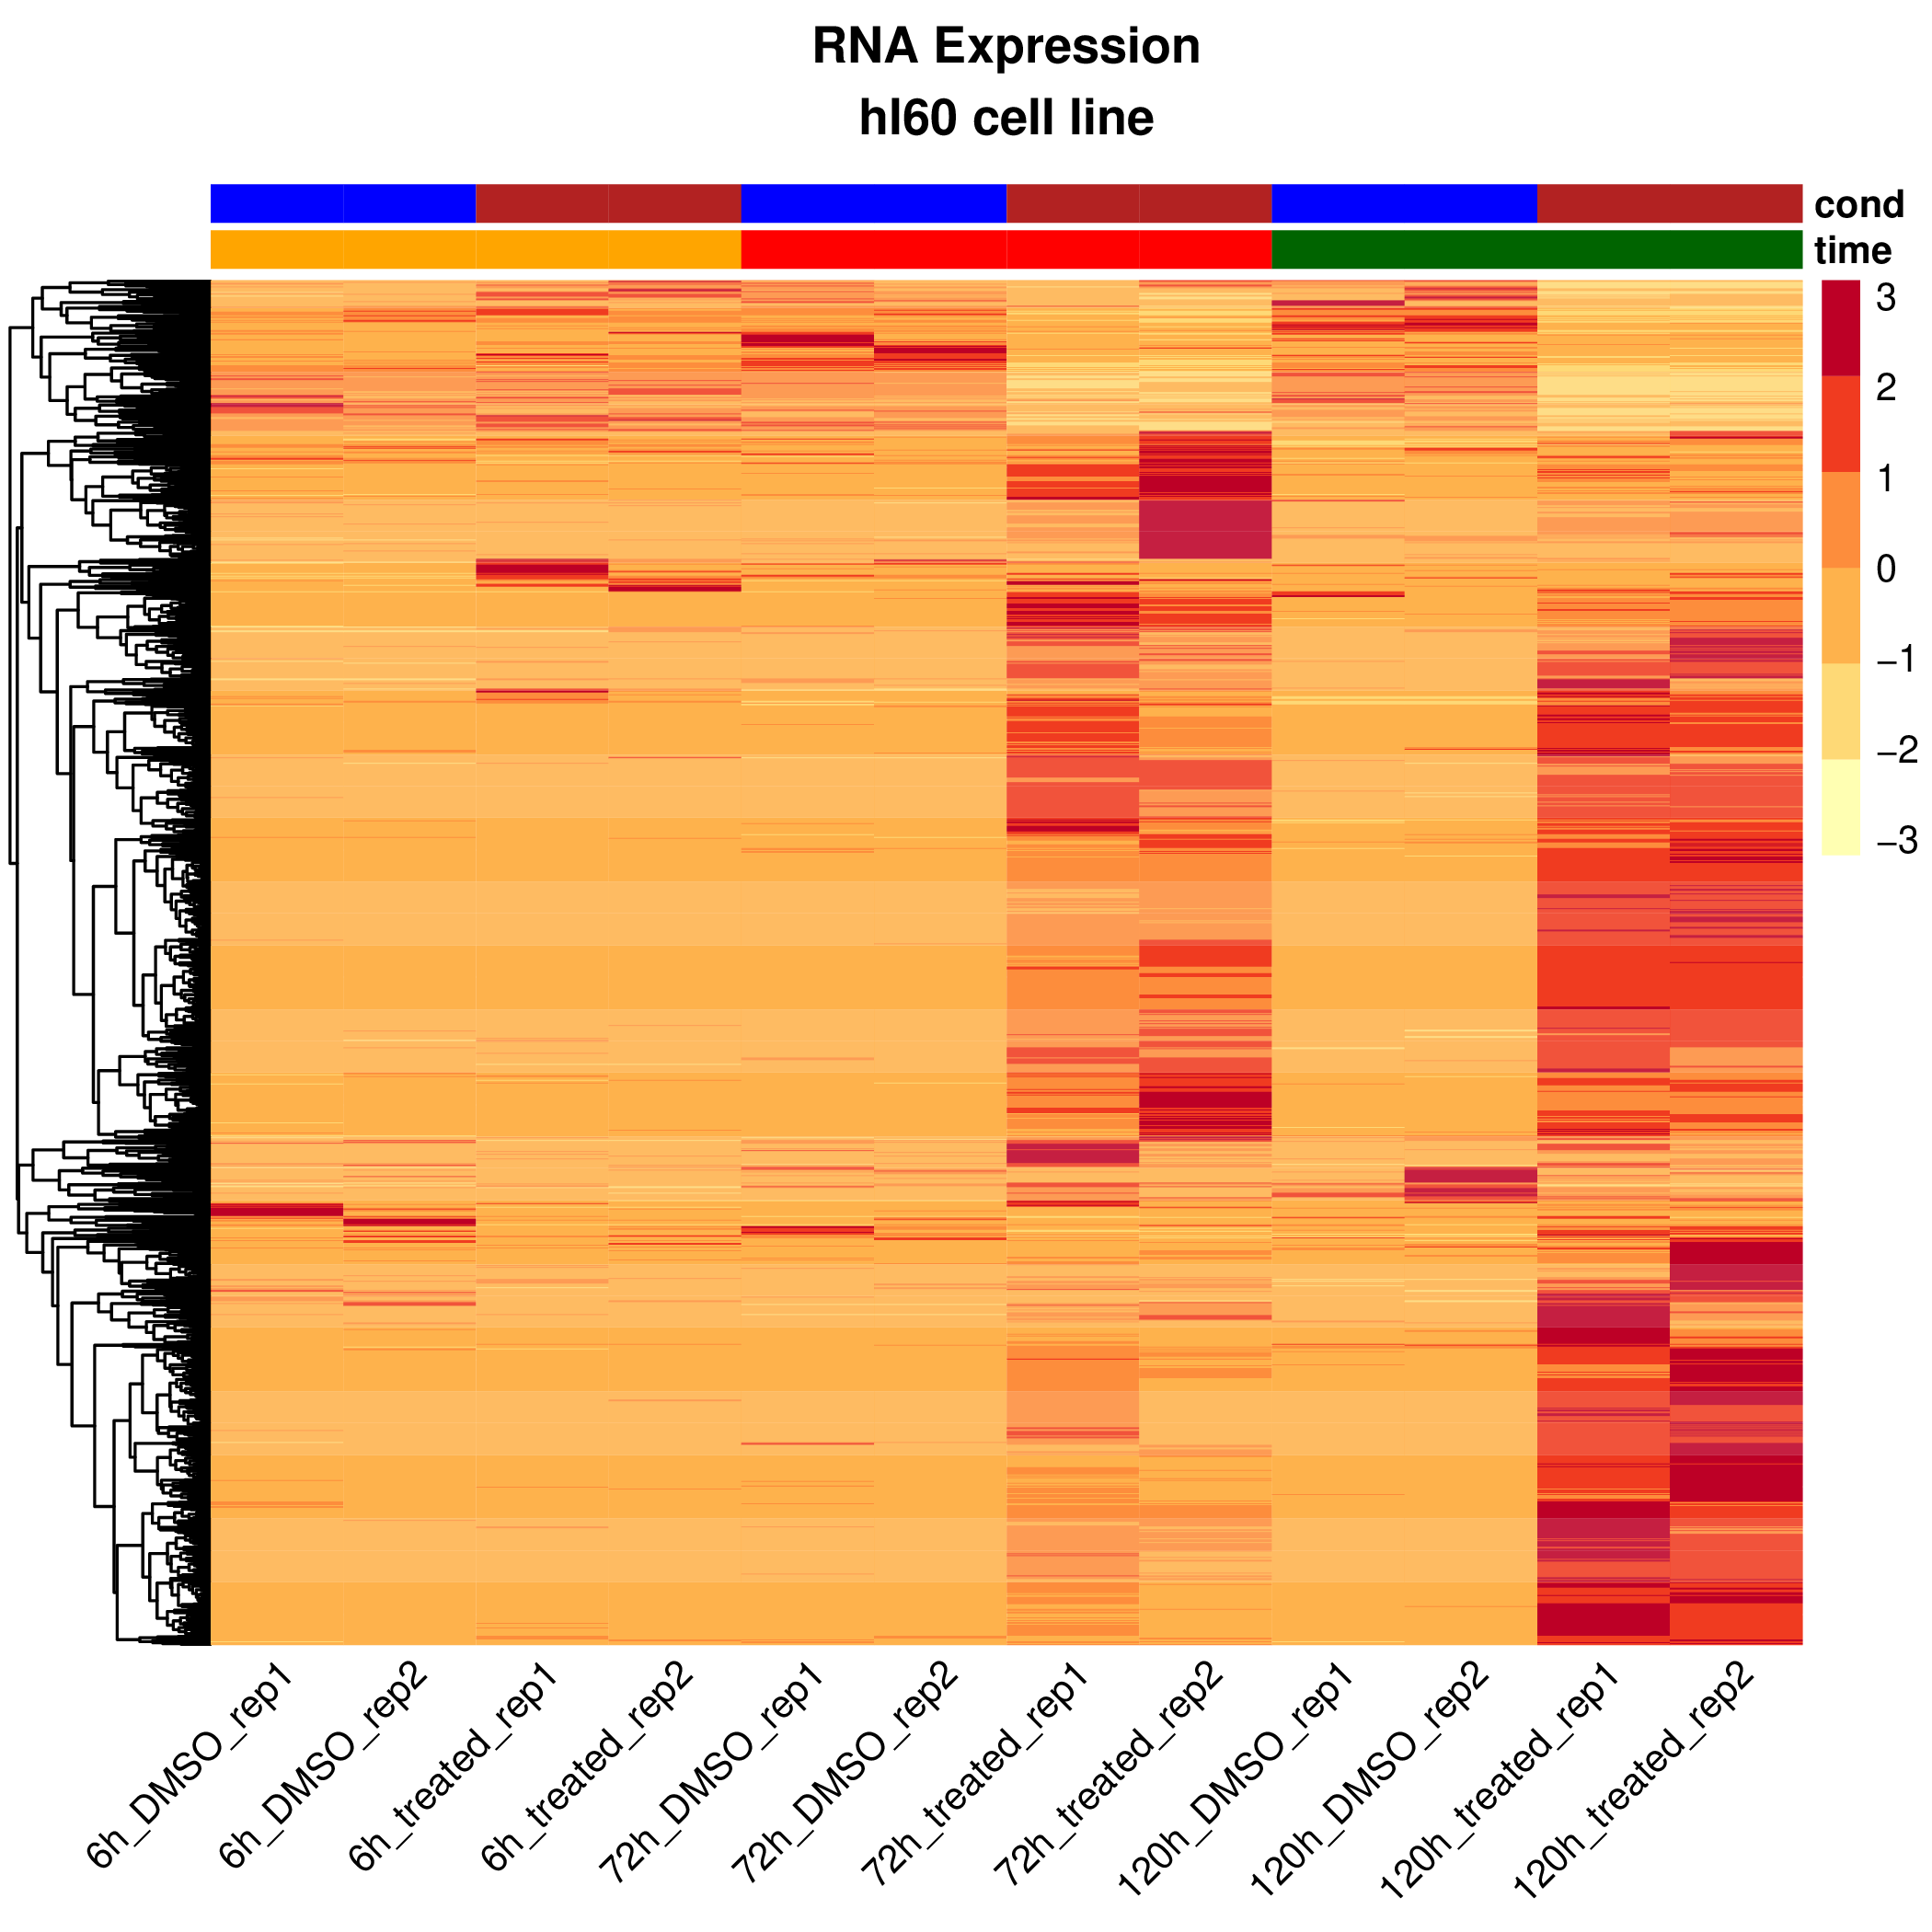 RNA Expression
hl60 cell line
cond
time
3
2
1
0
−1
−2
−3
6h_DMSO_rep1
6h_DMSO_rep2
6h_treated_rep1
6h_treated_rep2
72h_DMSO_rep1
72h_DMSO_rep2
72h_treated_rep1
72h_treated_rep2
120h_DMSO_rep1
120h_DMSO_rep2
120h_treated_rep1
120h_treated_rep2